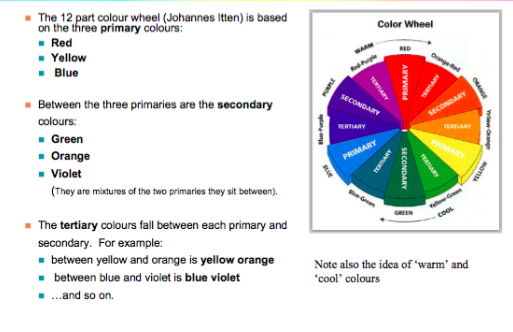 The 12 part colour wheel (Johannes Itten) is based
on the three primary colours:
Red
Yellow
Blue
Between the three primaries are the secondary
colours:
Green
Orange
Violet
(They are mixtures of the two primaries they sit between).
The tertiary colours fall between each primary and
secondary. For example:
between yellow and orange is yellow orange
between blue and violet is blue violet
...and so on.
Color Wheel
WARM
RED
Orange-Red
ORANGE
Yellow-Orange
YELLOW
Yellow-Green
COOL
GREEN
Blue-Green
BLUE
Blue-Purple
PURPLE
Red-Purple
PRIMARY
TERTIARY
SECONDARY
TERTIARY
PRIMARY
TERTIARY
SECONDARY
TERTIARY
PRIMARY
TERTIARY
SECONDARY
TERTIARY
Note also the idea of 'warm' and
'cool' colours